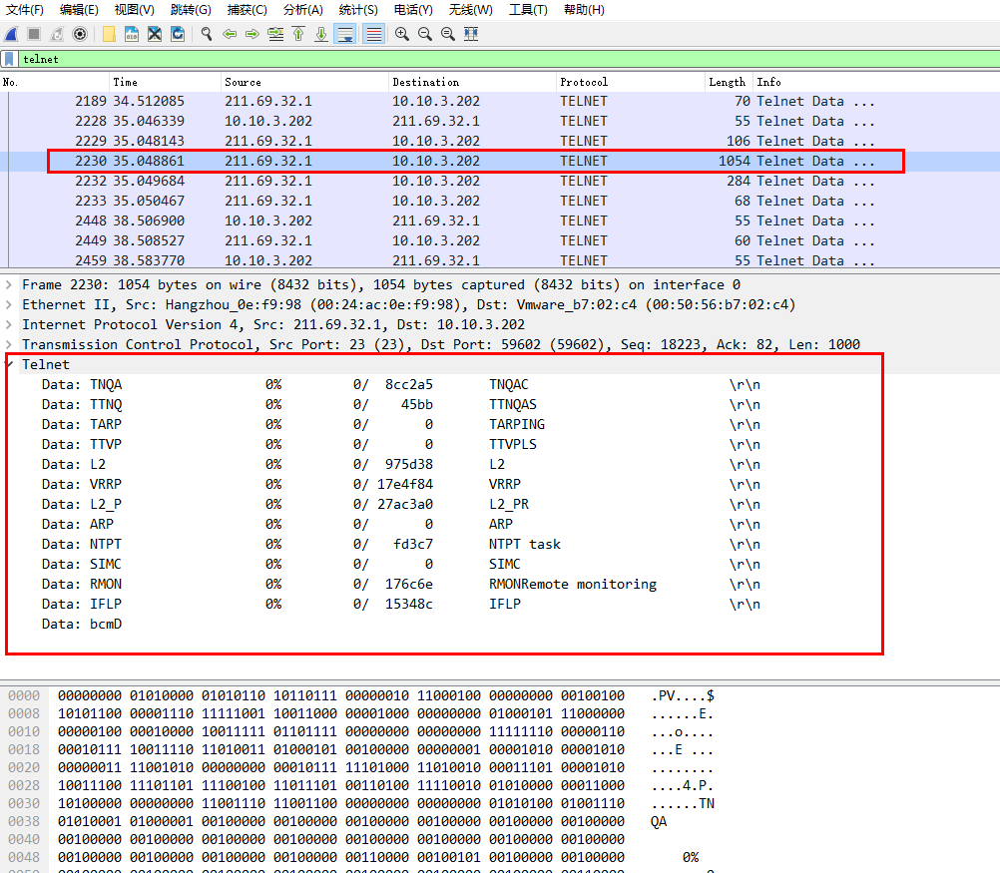 文件(F) 编辑(E) 视图(V) 跳转(G) 捕获(C) 分析(A) 统计(S) 电话(Y) 无线(W) 工具(T) 帮助(H)
telnet
No. Time Source Destination Protocol Length Info
2189 34.512085 211.69.32.1 10.10.3.202 TELNET 70 Telnet Data ...
2228 35.046339 10.10.3.202 211.69.32.1 TELNET 55 Telnet Data ...
2229 35.048143 211.69.32.1 10.10.3.202 TELNET 106 Telnet Data ...
2230 35.048861 211.69.32.1 10.10.3.202 TELNET 1054 Telnet Data ...
2232 35.049684 211.69.32.1 10.10.3.202 TELNET 284 Telnet Data ...
2233 35.050467 211.69.32.1 10.10.3.202 TELNET 68 Telnet Data ...
2448 38.506900 10.10.3.202 211.69.32.1 TELNET 55 Telnet Data ...
2449 38.508527 211.69.32.1 10.10.3.202 TELNET 60 Telnet Data ...
2459 38.583770 10.10.3.202 211.69.32.1 TELNET 55 Telnet Data ...
Frame 2230: 1054 bytes on wire (8432 bits), 1054 bytes captured (8432 bits) on interface 0
Ethernet II, Src: Hangzhou_0e:f9:98 (00:24:ac:0e:f9:98), Dst: Vmware_b7:02:c4 (00:50:56:b7:02:c4)
Internet Protocol Version 4, Src: 211.69.32.1, Dst: 10.10.3.202
Transmission Control Protocol, Src Port: 23 (23), Dst Port: 59602 (59602), Seq: 18223, Ack: 82, Len: 1000
Telnet
Data: TNQA 0% 0/ 8cc2a5 TNQAC \r\n
Data: TTNQ 0% 0/ 45bb TTNQAS \r\n
Data: TARP 0% 0/ 0 TARPING \r\n
Data: TTVP 0% 0/ 0 TTVPLS \r\n
Data: L2 0% 0/ 975d38 L2 \r\n
Data: VRRP 0% 0/ 17e4f84 VRRP \r\n
Data: L2_P 0% 0/ 27ac3a0 L2_PR \r\n
Data: ARP 0% 0/ 0 ARP \r\n
Data: NTPT 0% 0/ fd3c7 NTPT task \r\n
Data: SIMC 0% 0/ 0 SIMC \r\n
Data: RMON 0% 0/ 176c6e RMONRemote monitoring \r\n
Data: IFLP 0% 0/ 15348c IFLP \r\n
Data: bcmD
0000 00000000 01010000 01010110 10110111 00000010 11000100 00000000 00100100 .PV....$
0008 10101100 00001110 11111001 10011000 00001000 00000000 01000101 11000000 ......E.
0010 00000100 00010000 10011111 01101111 00000000 00000000 11111110 00000110 ...o....
0018 00010111 10011110 11010011 01000101 00100000 00000001 00001010 00001010 ...E ...
0020 00000011 11001010 00000000 00010111 11101000 11010010 00011101 00001010 ........
0028 10011100 11101101 11100100 11011101 00110100 11110010 01010000 00011000 ....4.P.
0030 10100000 00000000 11001110 11001100 00000000 00000000 01010100 01001110 ......TN
0038 01010001 01000001 00100000 00100000 00100000 00100000 00100000 00100000 QA
0040 00100000 00100000 00100000 00100000 00100000 00100000 00100000 00100000
0048 00100000 00100000 00100000 00100000 00110000 00100101 00100000 00100000 0%